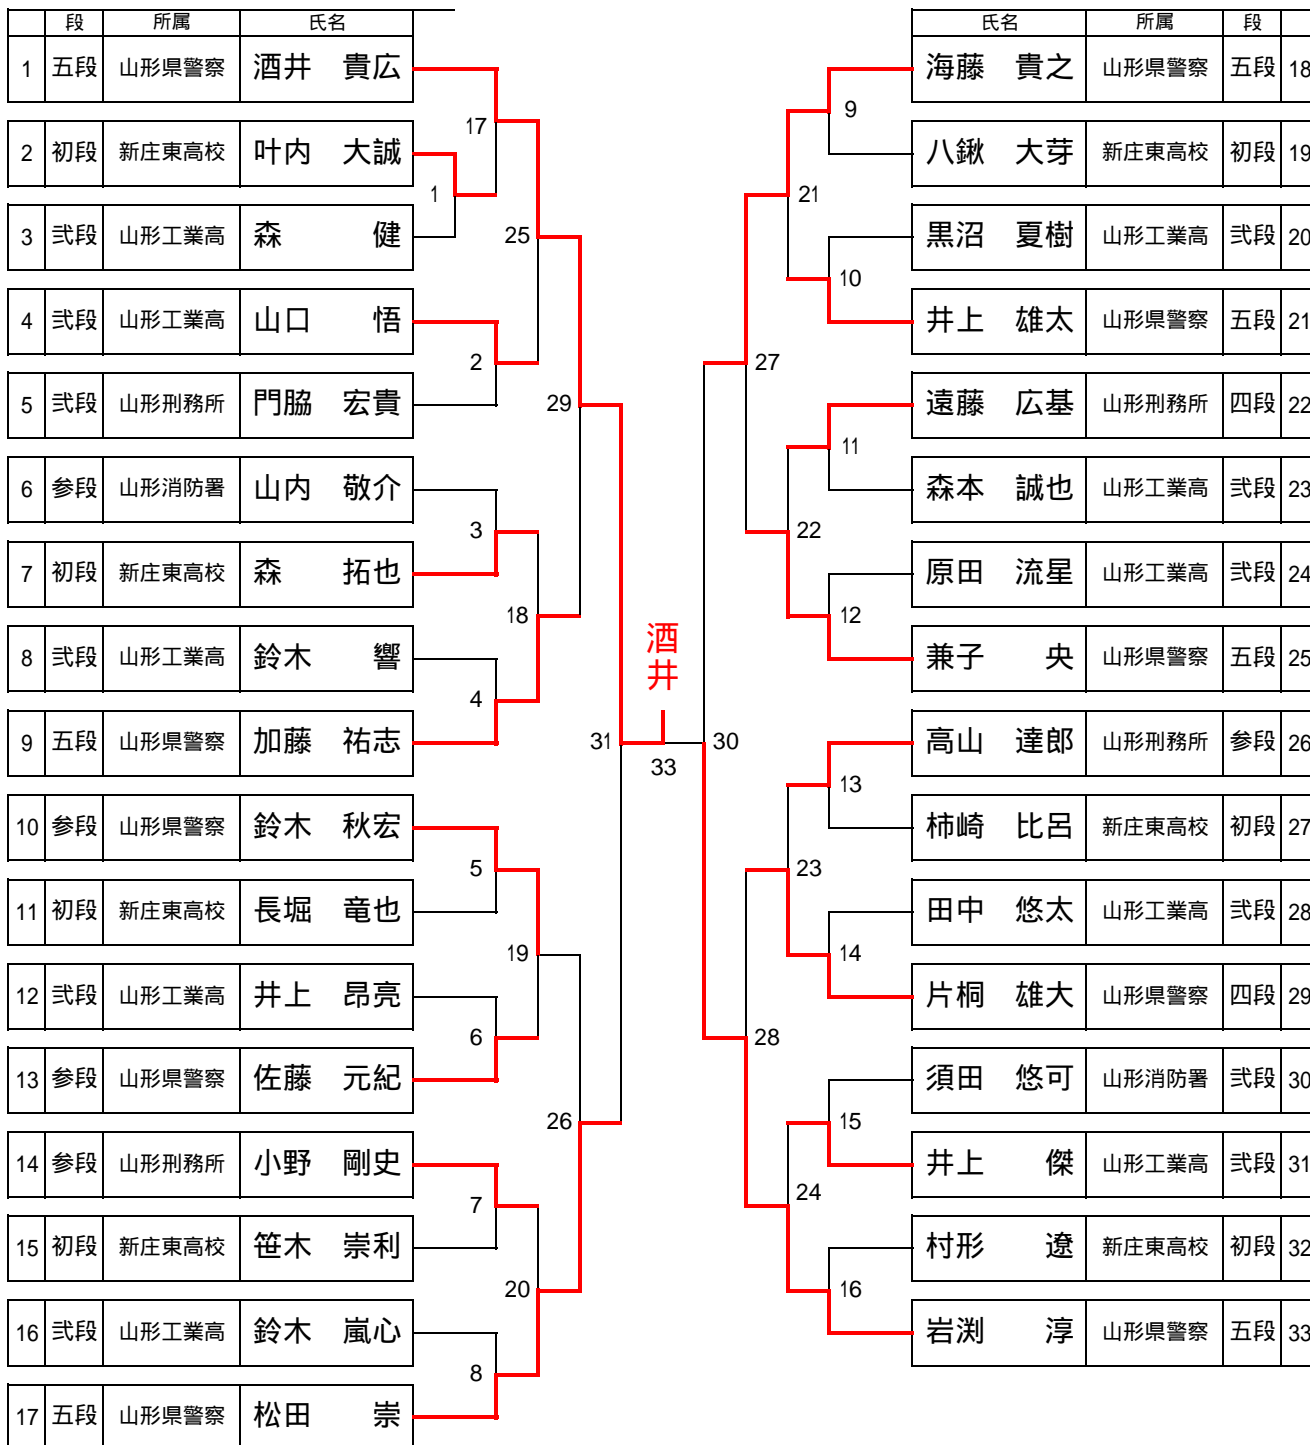 段 所属 氏名
1 五段 山形県警察 酒井 貴広
2 初段 新庄東高校 叶内 大誠
3 弐段 山形工業高 森 健
4 弐段 山形工業高 山口 悟
5 弐段 山形刑務所 門脇 宏貴
6 参段 山形消防署 山内 敬介
7 初段 新庄東高校 森 拓也
8 弐段 山形工業高 鈴木 響
9 五段 山形県警察 加藤 祐志
10 参段 山形県警察 鈴木 秋宏
11 初段 新庄東高校 長堀 竜也
12 弐段 山形工業高 井上 昂亮
13 参段 山形県警察 佐藤 元紀
14 参段 山形刑務所 小野 剛史
15 初段 新庄東高校 笹木 崇利
16 弐段 山形工業高 鈴木 嵐心
17 五段 山形県警察 松田 崇
1
2
3
4
5
6
7
8
17
18
19
20
25
26
29
31
酒井
33
30
27
28
21
22
23
24
9
10
11
12
13
14
15
16
氏名 所属 段
海藤 貴之 山形県警察 五段 18
八鍬 大芽 新庄東高校 初段 19
黒沼 夏樹 山形工業高 弐段 20
井上 雄太 山形県警察 五段 21
遠藤 広基 山形刑務所 四段 22
森本 誠也 山形工業高 弐段 23
原田 流星 山形工業高 弐段 24
兼子 央 山形県警察 五段 25
高山 達郎 山形刑務所 参段 26
柿崎 比呂 新庄東高校 初段 27
田中 悠太 山形工業高 弐段 28
片桐 雄大 山形県警察 四段 29
須田 悠可 山形消防署 弐段 30
井上 傑 山形工業高 弐段 31
村形 遼 新庄東高校 初段 32
岩渕 淳 山形県警察 五段 33